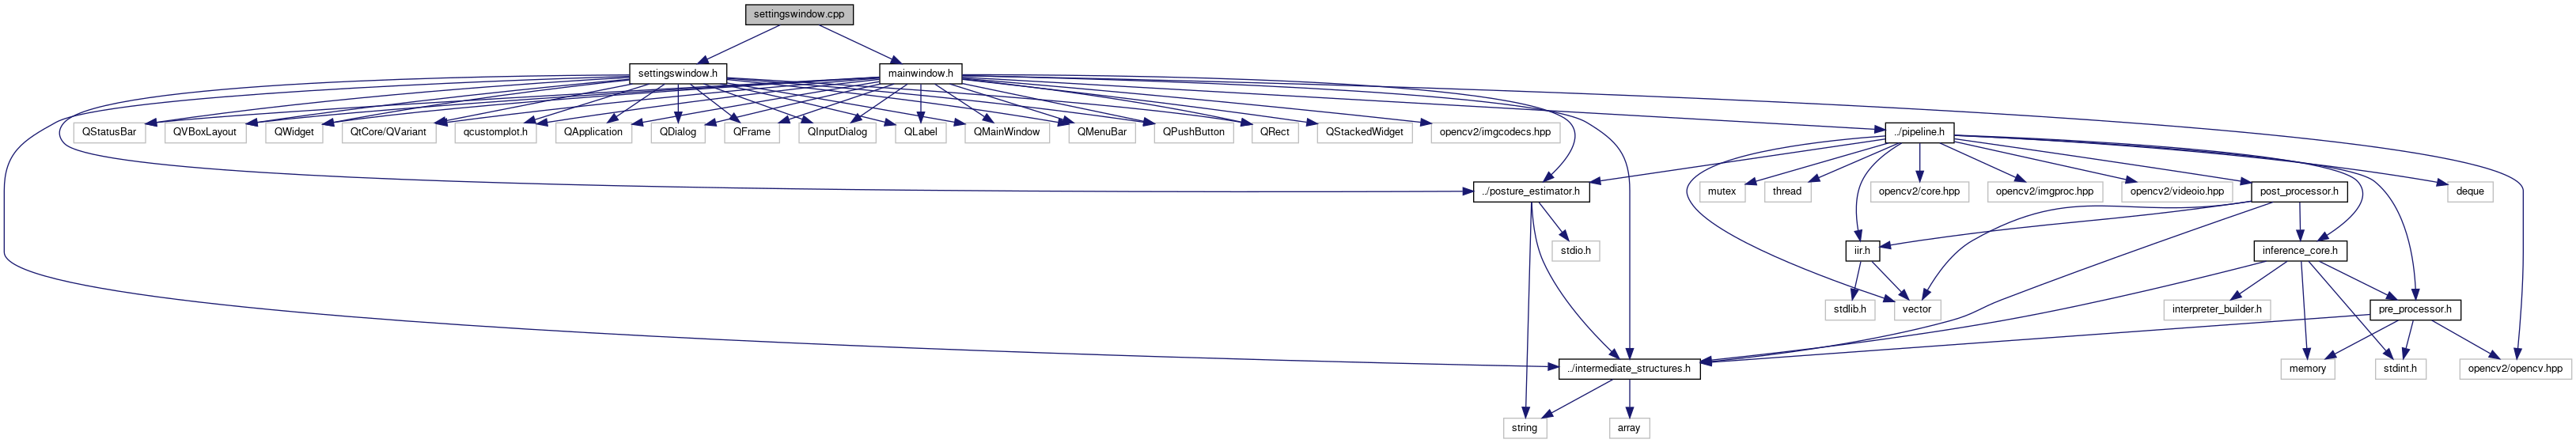 settingswindow.cpp
settingswindow.h
mainwindow.h
QStatusBar
QVBoxLayout
QWidget
QtCore/QVariant
qcustomplot.h
QApplication
QDialog
QFrame
QInputDialog
QLabel
QMainWindow
QMenuBar
QPushButton
QRect
QStackedWidget
opencv2/imgcodecs.hpp
../pipeline.h
../posture_estimator.h
mutex
thread
opencv2/core.hpp
opencv2/imgproc.hpp
opencv2/videoio.hpp
post_processor.h
deque
stdio.h
iir.h
inference_core.h
stdlib.h
vector
interpreter_builder.h
pre_processor.h
../intermediate_structures.h
memory
stdint.h
opencv2/opencv.hpp
string
array